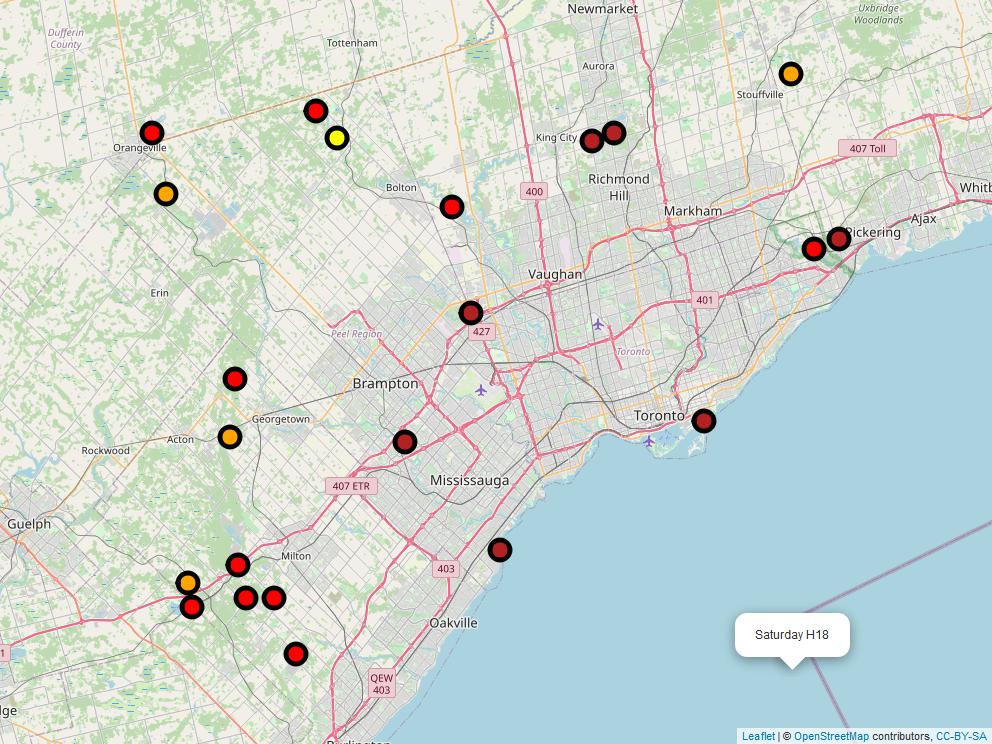 Newmarket
Uxbridge
Woodlands
Dufferin
County
Tottenham
Aurora
Stouffville
King City
Orangeville
407 Toll
Richmond
Hill
Bolton
400
Markham
Whitb
Ajax
Pickering
Vaughan
Erin
401
427
Peel Region
Toronto
Brampton
Georgetown
Toronto
Acton
Rockwood
Mississauga
407 ETR
Guelph
Milton
403
Oakville
Saturday H18
1
QEW
403
dge
Burlington
Leaflet | © OpenStreetMap contributors, CC-BY-SA